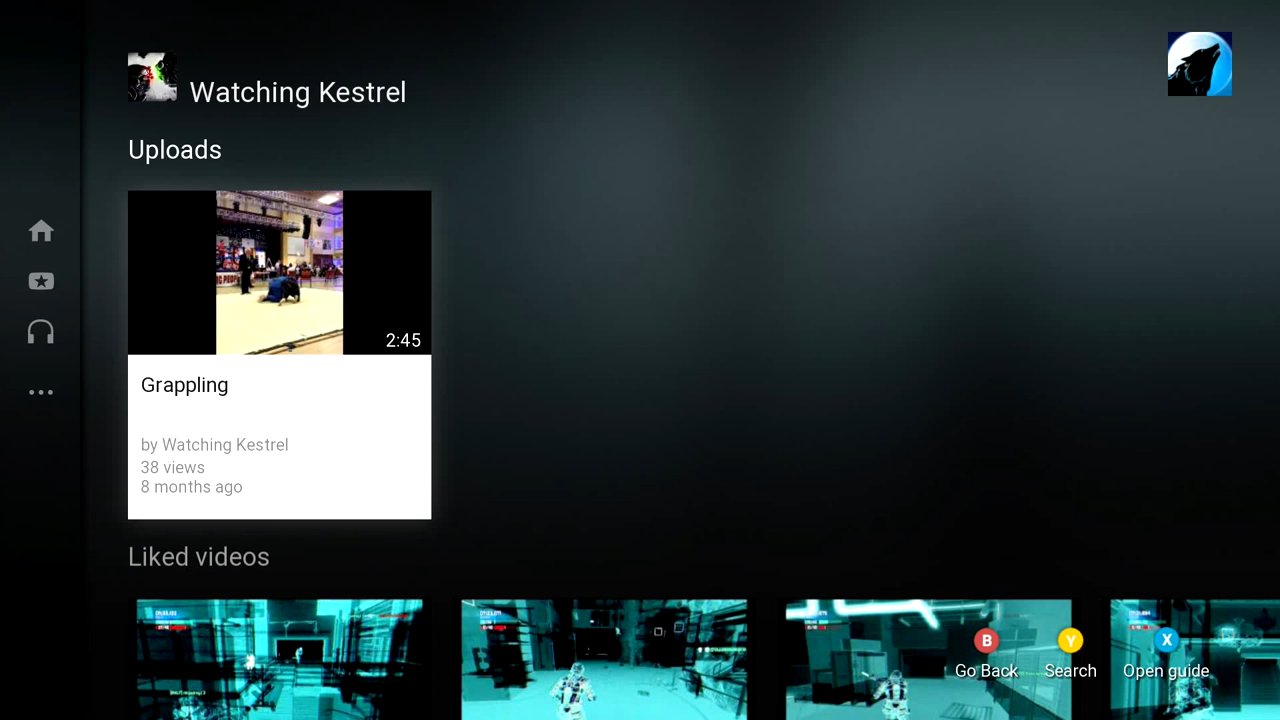 Watching Kestrel
Uploads
2:45
Grappling
by Watching Kestrel
38 views
8 months ago
Liked videos
B
Y
X
Go Back
Search
Open guide